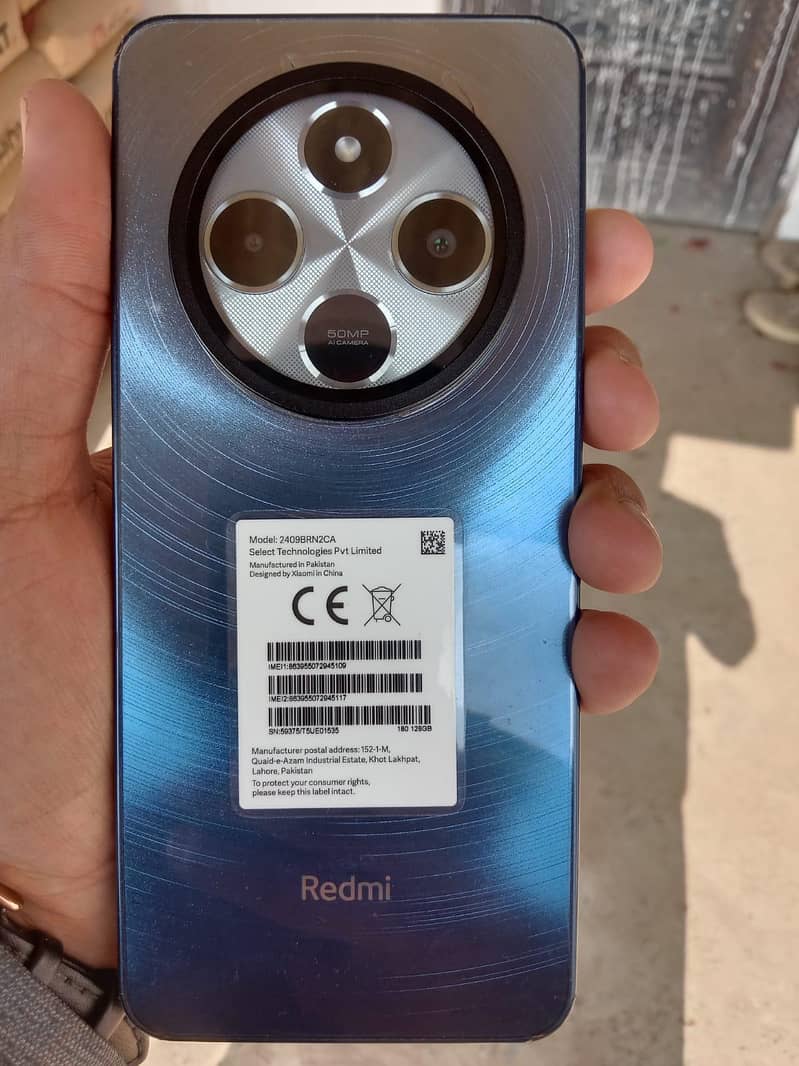 50MP
AI CAMERA
Model: 2409BRN2CA
Select Technologies Pvt Limited
Manufactured in Pakistan
Designed by Xiaomi in China
CE
IMEI1:863955072945109
IMEI2:863955072945117
SN:59375/T5UE01535 180 128GB
Manufacturer postal address: 152-1-M,
Quaid-e-Azam Industrial Estate, Khot Lakhpat,
Lahore, Pakistan
To protect your consumer rights,
please keep this label intact.
Redmi